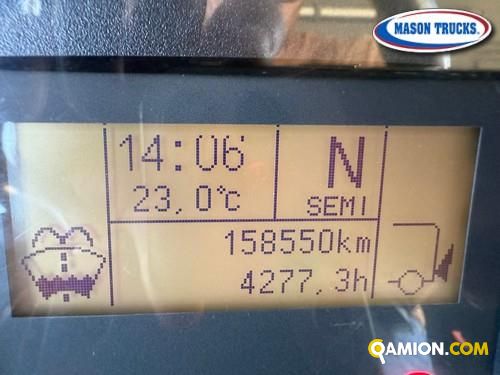 MASON TRUCKS.
14:06
N
23,0°c
SEMI
158550km
4277,3h
QAMION.COM